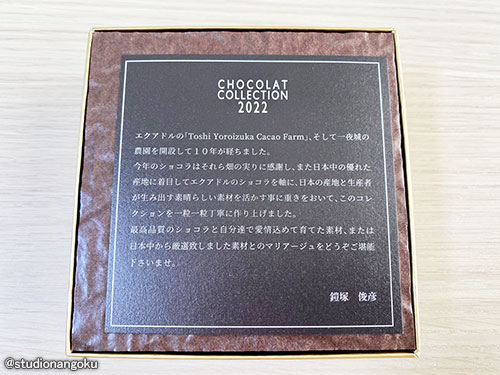 CHOCOLAT
COLLECTION
2022
エクアドルの「Toshi Yoroizuka Cacao Farm」、そして一夜城の
農園を開設して１０年が経ちました。
今年のショコラはそれら畑の実りに感謝し、また日本中の優れた
産地に着目してエクアドルのショコラを軸に、日本の産地と生産者
が生み出す素晴らしい素材を活かす事に重きをおいて、このコレ
クションを一粒一粒丁寧に作り上げました。
最高品質のショコラと自分達で愛情込めて育てた素材、または
日本中から厳選致しました素材とのマリアージュをどうぞご堪能
下さいませ。
鎧塚 俊彦
@studionangoku